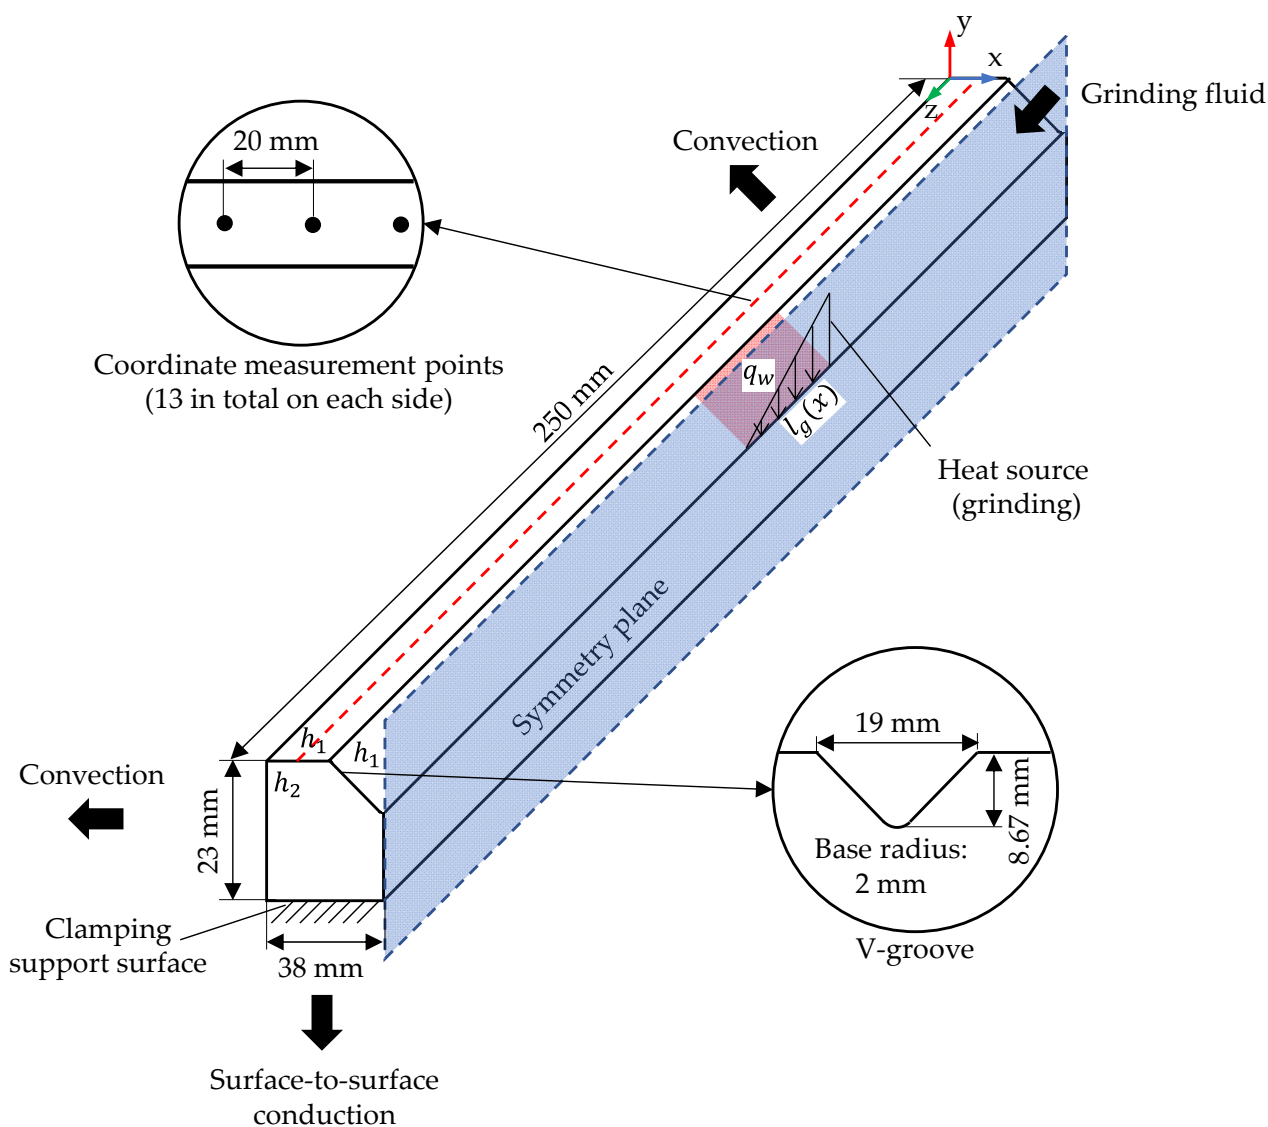 y
x
z
Grinding fluid
Convection
20 mm
Coordinate measurement points
(13 in total on each side)
250 mm
q_w
l_g(x)
Heat source
(grinding)
Symmetry plane
h_1
h_1
h_2
Convection
23 mm
Clamping
support surface
38 mm
Surface-to-surface
conduction
19 mm
8.67 mm
Base radius:
2 mm
V-groove